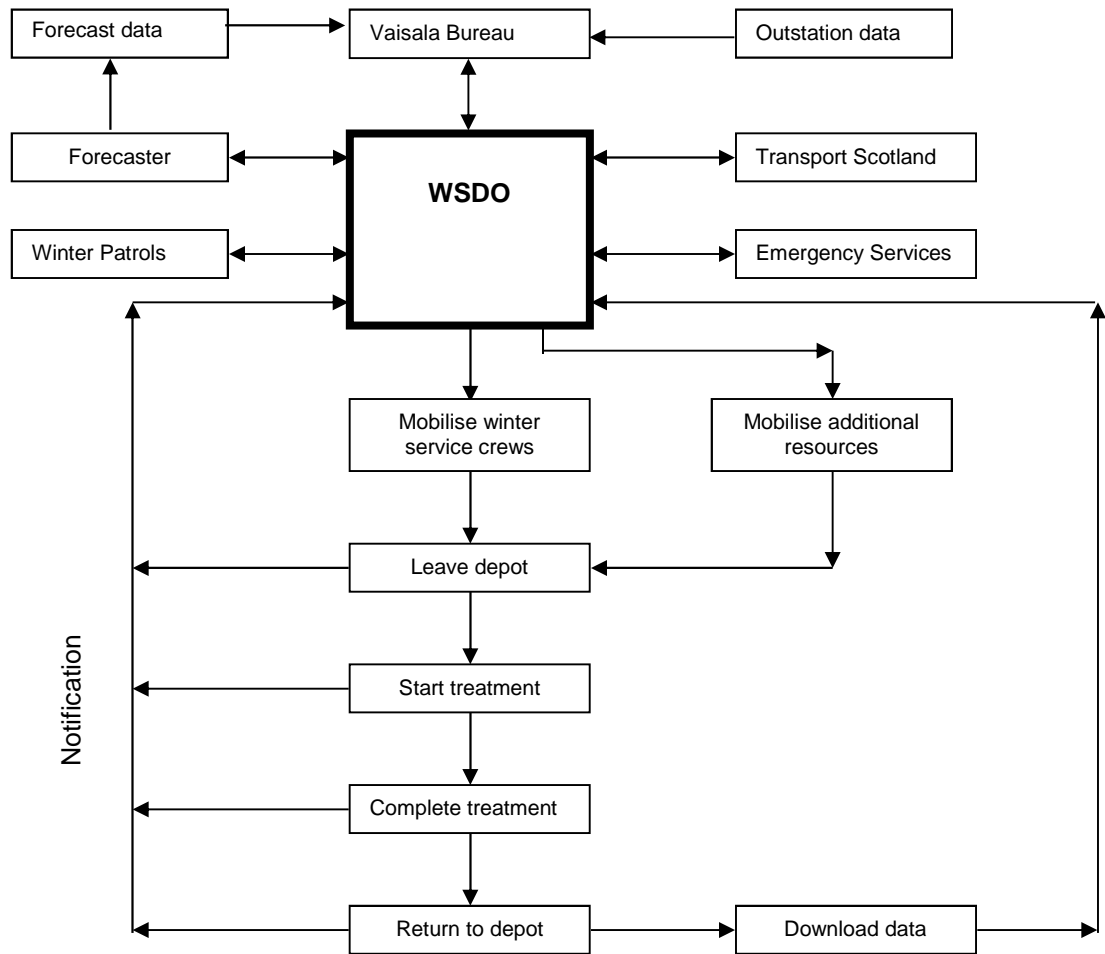 Forecast data
Vaisala Bureau
Outstation data
Forecaster
WSDO
Transport Scotland
Winter Patrols
Emergency Services
Mobilise winter
service crews
Mobilise additional
resources
Leave depot
Notification
Start treatment
Complete treatment
Return to depot
Download data